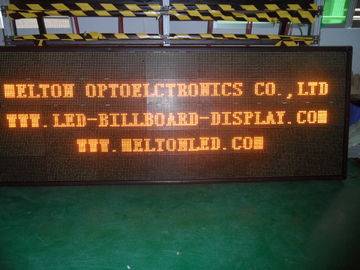 MELTON OPTOELCTRONICS CO.,LTD
WWW.LED-BILLBOARD-DISPLAY.COM
WWW.MELTONLED.COM